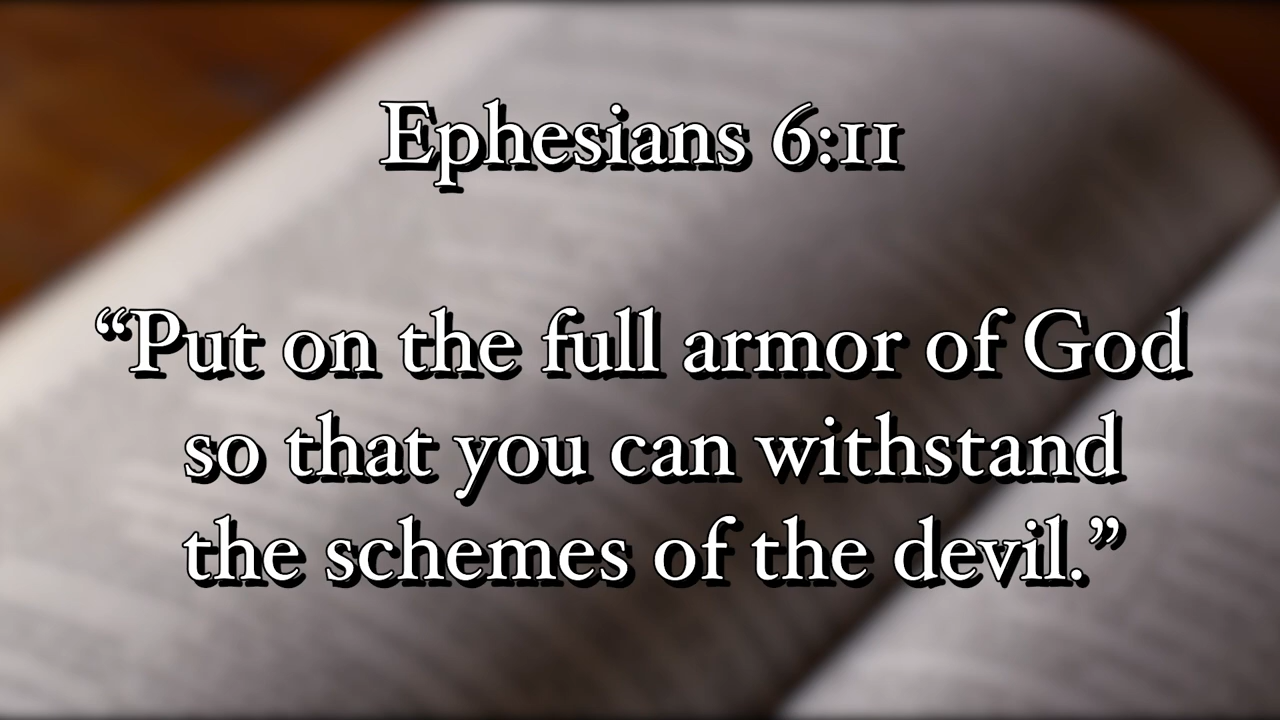 Ephesians 6:11
“Put on the full armor of God
so that you can withstand
the schemes of the devil.”